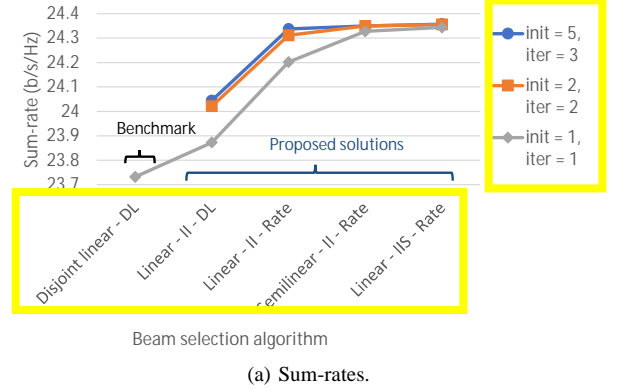 24.4
24.3
24.2
24.1
24
23.9
23.8
23.7
Sum-rate (b/s/Hz)
Benchmark
Proposed solutions
init = 5,
iter = 3
init = 2,
iter = 2
init = 1,
iter = 1
Disjoint linear - DL
Linear - II - DL
Linear - II - Rate
Semilinear - II - Rate
Linear - IIS - Rate
Beam selection algorithm
(a) Sum-rates.